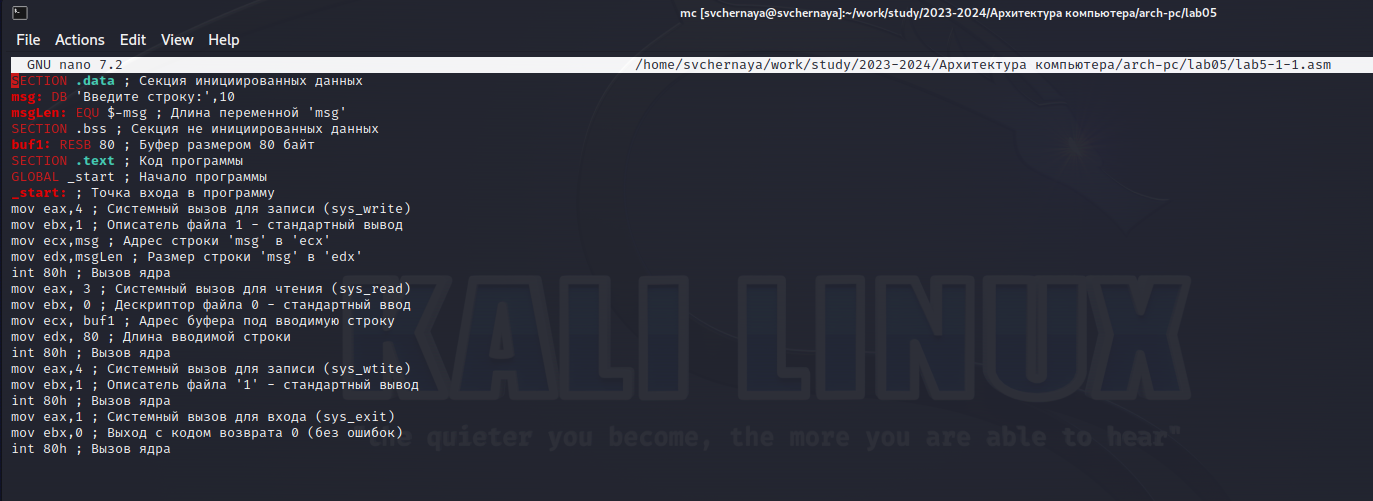 mc [svchernaya@svchernaya]:~/work/study/2023-2024/Архитектура компьютера/arch-pc/lab05
File Actions Edit View Help
GNU nano 7.2 /home/svchernaya/work/study/2023-2024/Архитектура компьютера/arch-pc/lab05/lab5-1-1.asm
SECTION .data ; Секция инициированных данных
msg: DB 'Введите строку:',10
msgLen: EQU $-msg ; Длина переменной 'msg'
SECTION .bss ; Секция не инициированных данных
buf1: RESB 80 ; Буфер размером 80 байт
SECTION .text ; Код программы
GLOBAL _start ; Начало программы
_start: ; Точка входа в программу
mov eax,4 ; Системный вызов для записи (sys_write)
mov ebx,1 ; Описатель файла 1 - стандартный вывод
mov ecx,msg ; Адрес строки 'msg' в 'ecx'
mov edx,msgLen ; Размер строки 'msg' в 'edx'
int 80h ; Вызов ядра
mov eax, 3 ; Системный вызов для чтения (sys_read)
mov ebx, 0 ; Дескриптор файла 0 - стандартный ввод
mov ecx, buf1 ; Адрес буфера под вводимую строку
mov edx, 80 ; Длина вводимой строки
int 80h ; Вызов ядра
mov eax,4 ; Системный вызов для записи (sys_wtite)
mov ebx,1 ; Описатель файла '1' - стандартный вывод
int 80h ; Вызов ядра
mov eax,1 ; Системный вызов для входа (sys_exit)
mov ebx,0 ; Выход с кодом возврата 0 (без ошибок)
int 80h ; Вызов ядра
KALI LINUX
the quieter you become, the more you are able to hear"